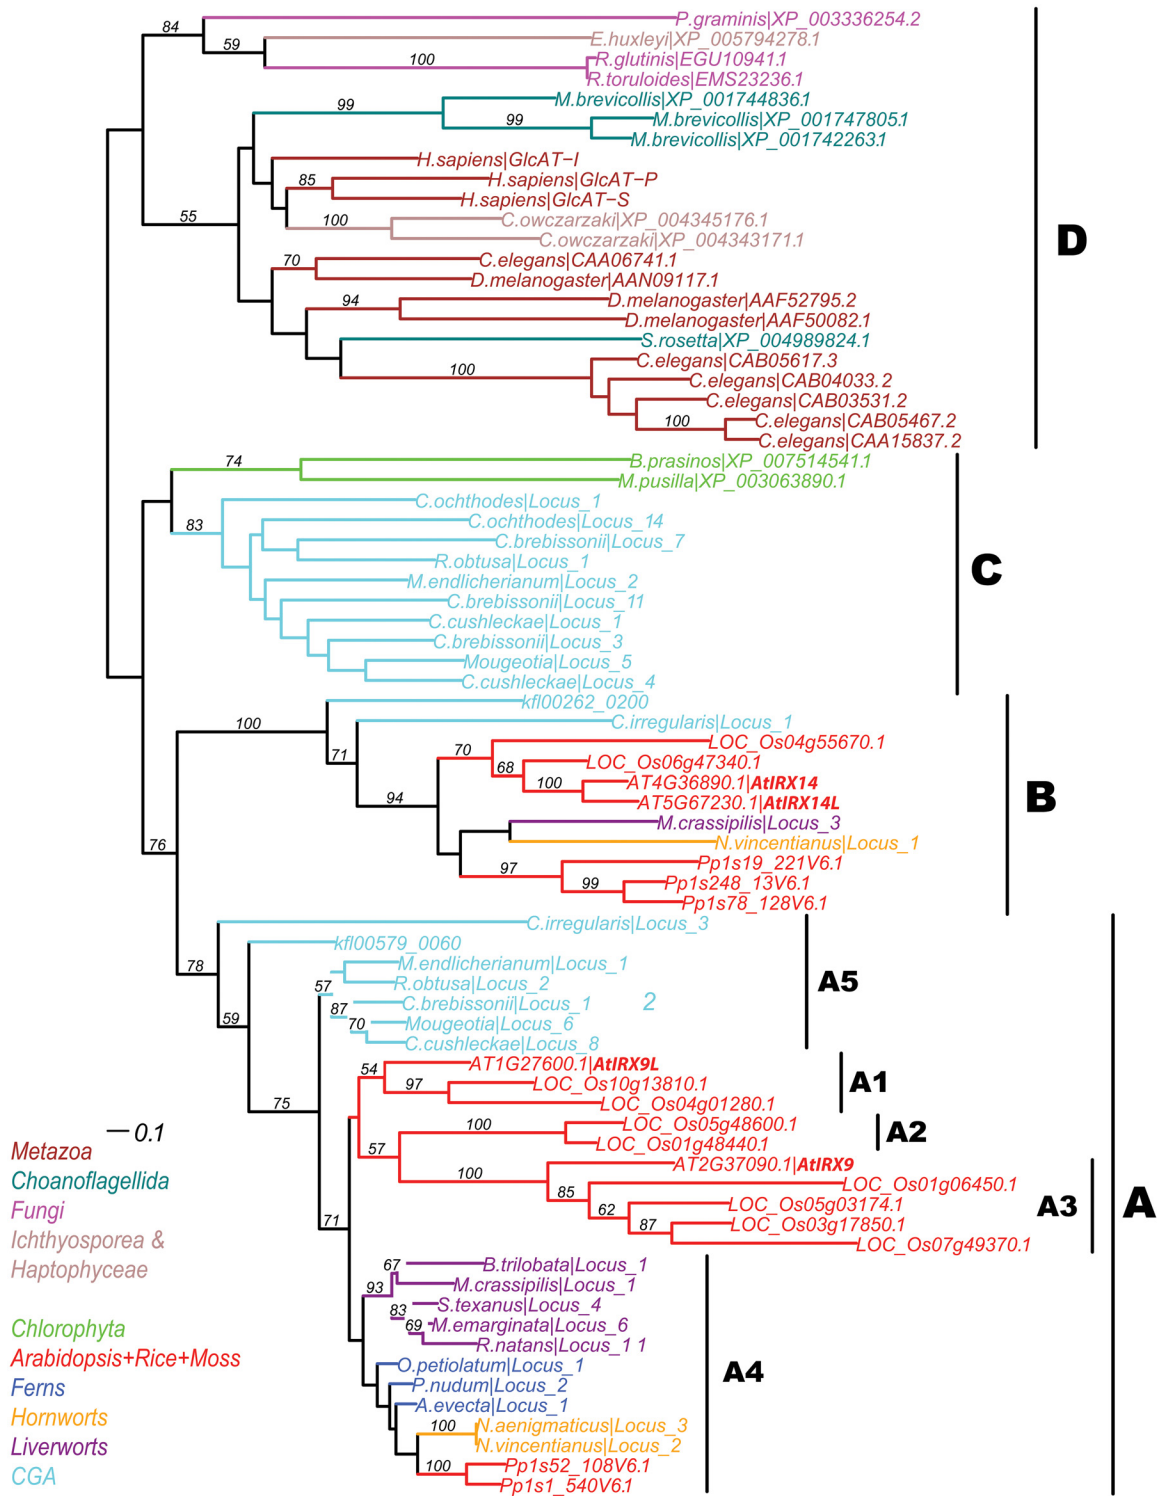 84
P.graminis|XP_003336254.2
59
E.huxleyi|XP_005794278.1
100
R.glutinis|EGU10941.1
R.toruloides|EMS23236.1
99
M.brevicollis|XP_001744836.1
99
M.brevicollis|XP_001747805.1
M.brevicollis|XP_001742263.1
H.sapiens|GlcAT−I
85
H.sapiens|GlcAT−P
H.sapiens|GlcAT−S
55
100
C.owczarzaki|XP_004345176.1
C.owczarzaki|XP_004343171.1
D
70
C.elegans|CAA06741.1
D.melanogaster|AAN09117.1
94
D.melanogaster|AAF52795.2
D.melanogaster|AAF50082.1
S.rosetta|XP_004989824.1
100
C.elegans|CAB05617.3
C.elegans|CAB04033.2
C.elegans|CAB03531.2
100
C.elegans|CAB05467.2
C.elegans|CAA15837.2
74
B.prasinos|XP_007514541.1
M.pusilla|XP_003063890.1
C.ochthodes|Locus_1
83
C.ochthodes|Locus_14
C.brebissonii|Locus_7
R.obtusa|Locus_1
C
M.endlicherianum|Locus_2
C.brebissonii|Locus_11
C.cushleckae|Locus_1
C.brebissonii|Locus_3
Mougeotia|Locus_5
C.cushleckae|Locus_4
kfl00262_0200
100
C.irregularis|Locus_1
71
70
LOC_Os04g55670.1
68
LOC_Os06g47340.1
100
AT4G36890.1|AtIRX14
94
AT5G67230.1|AtIRX14L
B
M.crassipilis|Locus_3
76
N.vincentianus|Locus_1
97
Pp1s19_221V6.1
99
Pp1s248_13V6.1
Pp1s78_128V6.1
C.irregularis|Locus_3
kfl00579_0060
78
M.endlicherianum|Locus_1
57
R.obtusa|Locus_2
A5
59
87
C.brebissonii|Locus_1 2
70
Mougeotia|Locus_6
C.cushleckae|Locus_8
54
AT1G27600.1|AtIRX9L
97
LOC_Os10g13810.1
A1
75
LOC_Os04g01280.1
0.1
100
LOC_Os05g48600.1
A2
57
LOC_Os01g48440.1
100
AT2G37090.1|AtIRX9
85
LOC_Os01g06450.1
62
LOC_Os05g03174.1
A3
A
71
87
LOC_Os03g17850.1
LOC_Os07g49370.1
67
B.trilobata|Locus_1
93
M.crassipilis|Locus_1
83
S.texanus|Locus_4
69
M.emarginata|Locus_6
R.natans|Locus_1 1
O.petiolatum|Locus_1
A4
P.nudum|Locus_2
A.evecta|Locus_1
100
N.aenigmaticus|Locus_3
N.vincentianus|Locus_2
100
Pp1s52_108V6.1
Pp1s1_540V6.1
Metazoa
Choanoflagellida
Fungi
Ichthyosporea &
Haptophyceae
Chlorophyta
Arabidopsis+Rice+Moss
Ferns
Hornworts
Liverworts
CGA